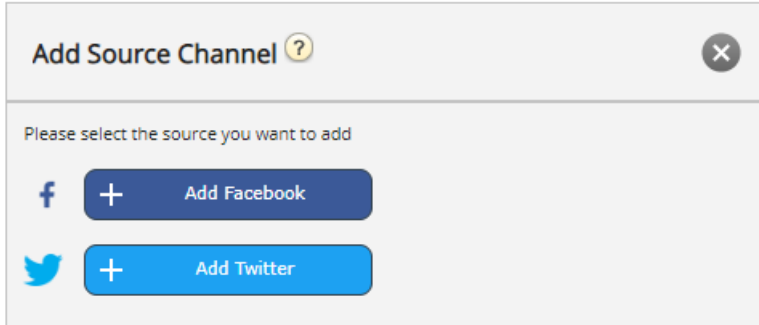 Add Source Channel ?
Please select the source you want to add
f
+ Add Facebook
+ Add Twitter